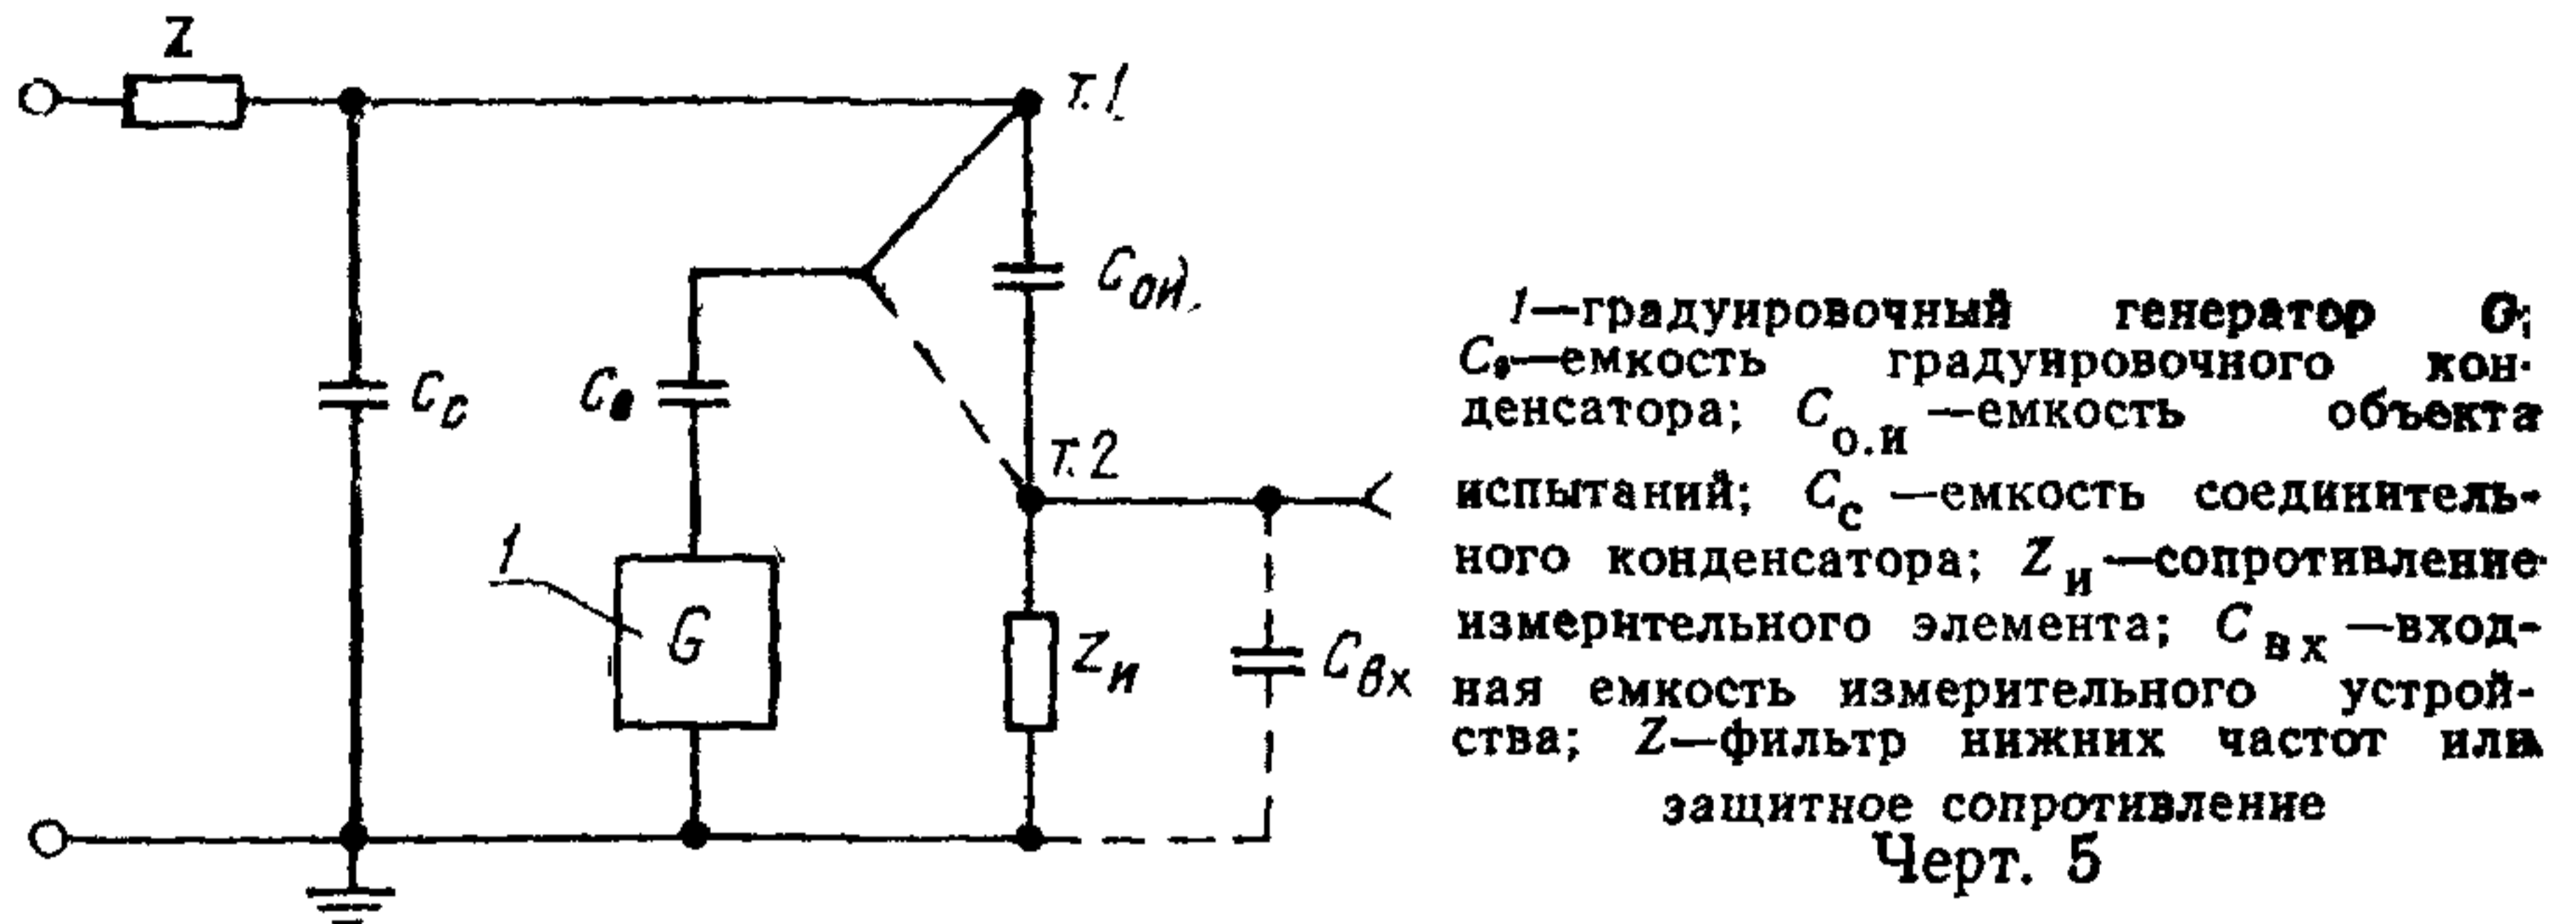 Z
т.1
Cои.
Cс
C₀
т.2
1
G
Zи
Cвх
1—градуировочный генератор G;
C₀—емкость градуировочного кон-
денсатора; Cо.и —емкость объекта
испытаний; Cс —емкость соединитель-
ного конденсатора; Zи—сопротивление
измерительного элемента; Cвх —вход-
ная емкость измерительного устрой-
ства; Z—фильтр нижних частот или
защитное сопротивление
Черт. 5